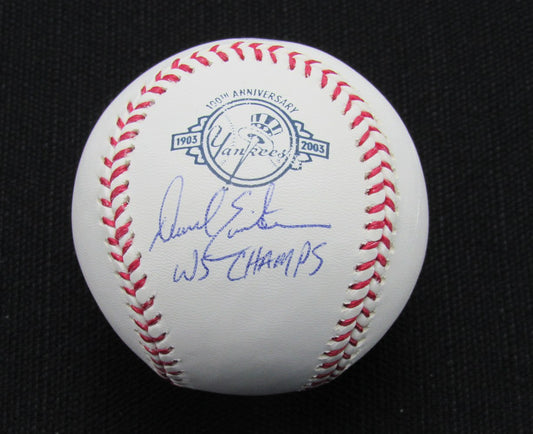 100TH ANNIVERSARY
1903 Yankees 2003
WS CHAMPS